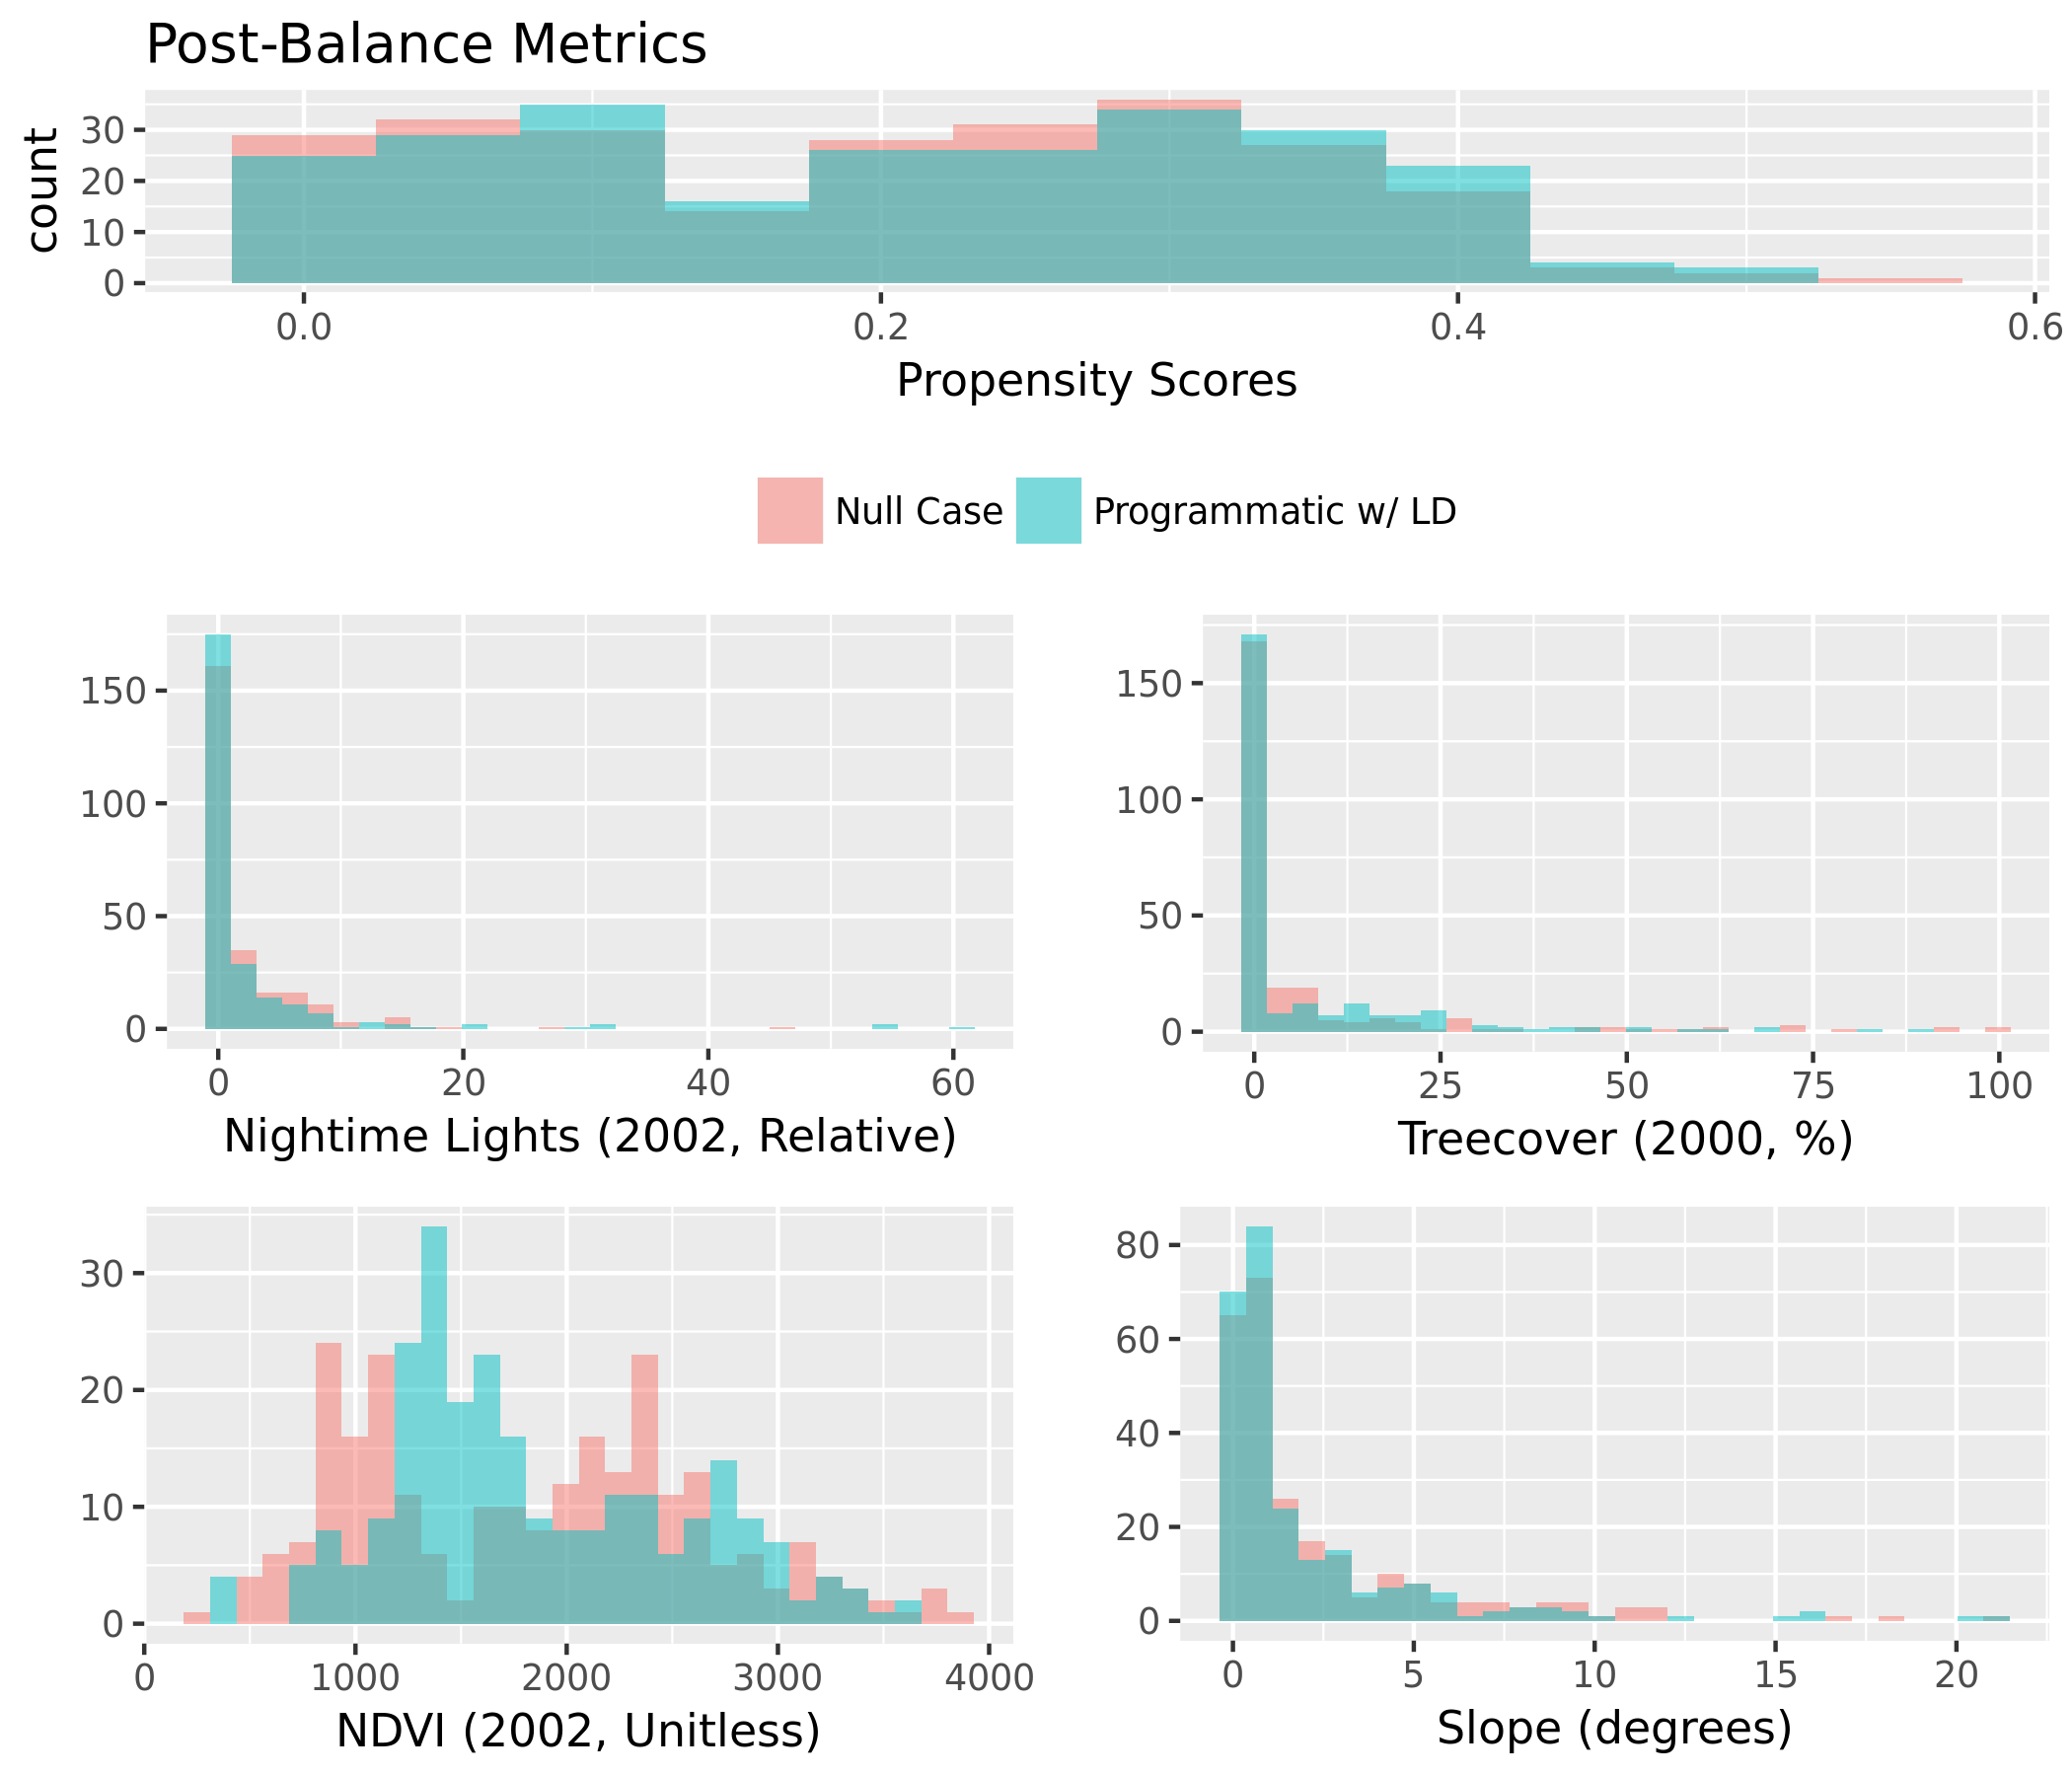 Post-Balance Metrics
count
30
20
10
0
0.0 0.2 0.4 0.6
Propensity Scores
Null Case Programmatic w/ LD
150
100
50
0
0 20 40 60
Nightime Lights (2002, Relative)
150
100
50
0
0 25 50 75 100
Treecover (2000, %)
30
20
10
0
0 1000 2000 3000 4000
NDVI (2002, Unitless)
80
60
40
20
0
0 5 10 15 20
Slope (degrees)